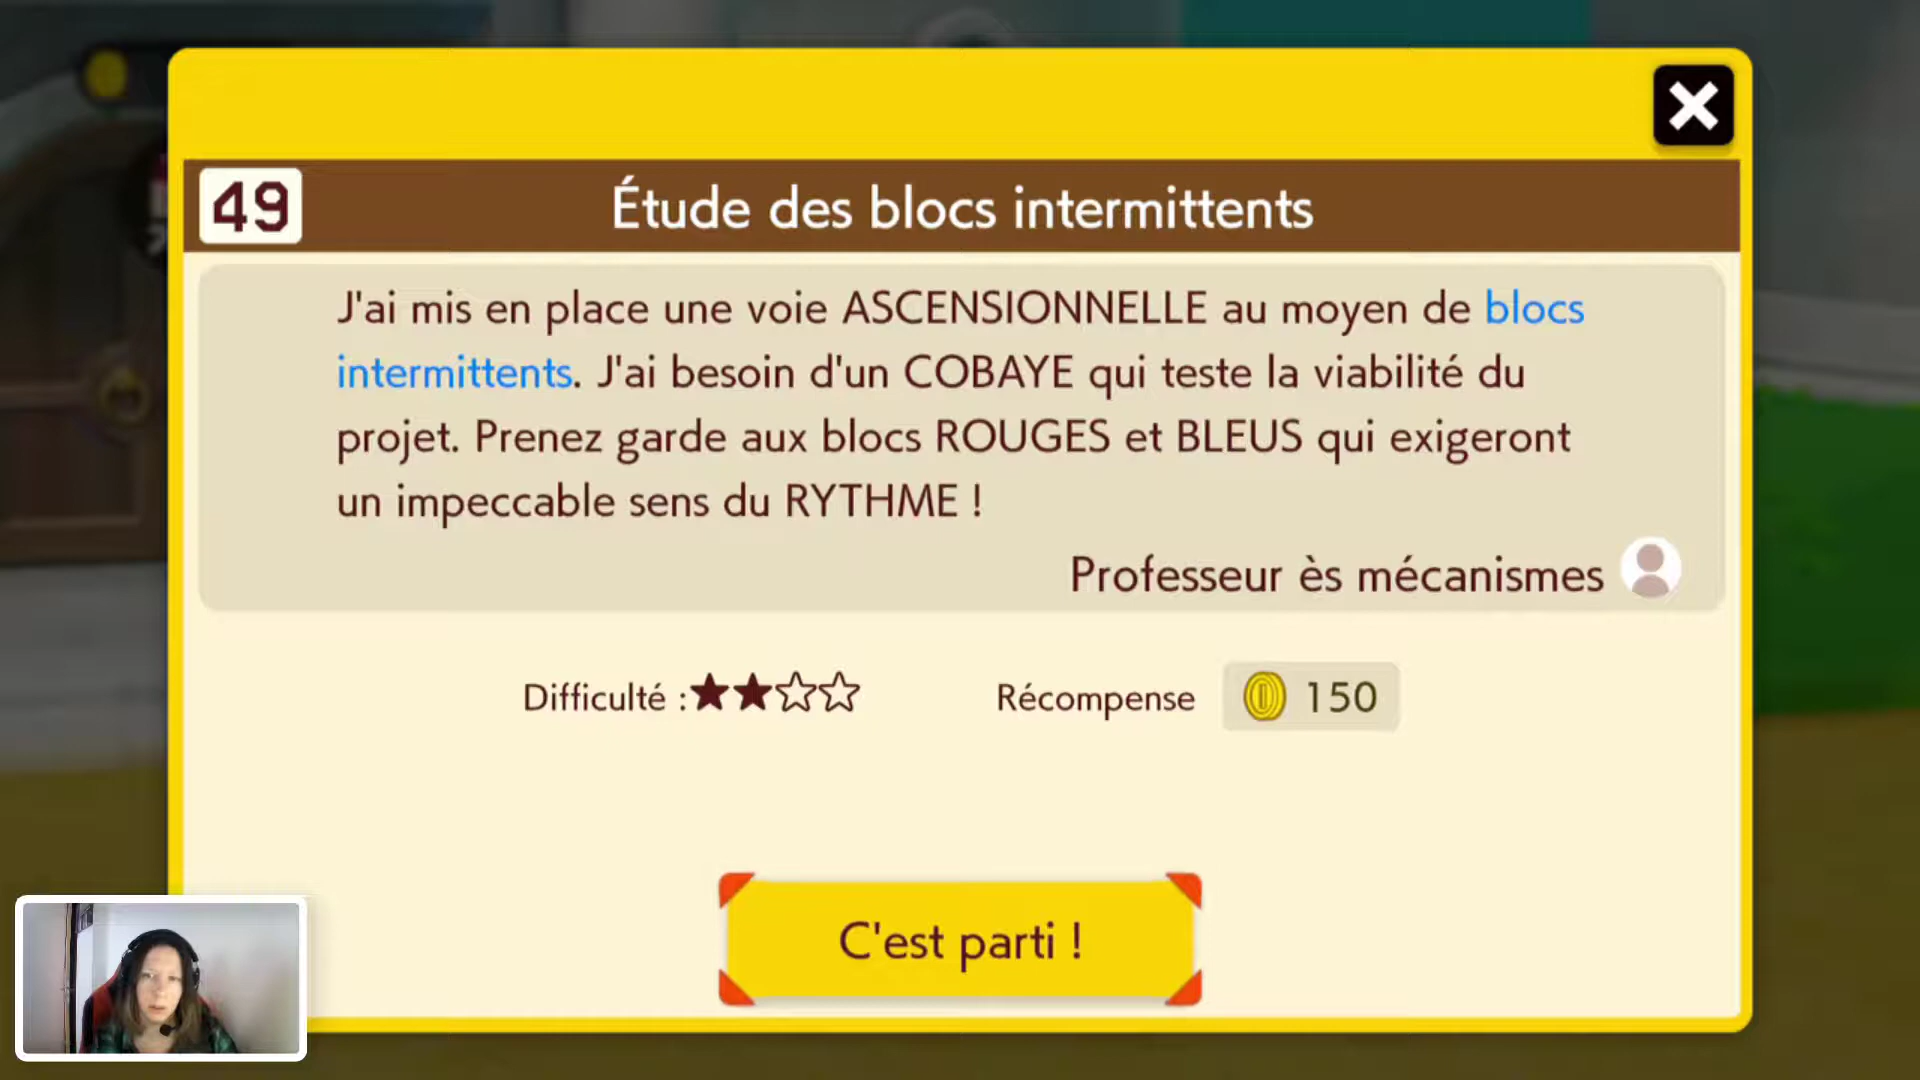 49
Étude des blocs intermittents
J'ai mis en place une voie ASCENSIONNELLE au moyen de blocs
intermittents. J'ai besoin d'un COBAYE qui teste la viabilité du
projet. Prenez garde aux blocs ROUGES et BLEUS qui exigeront
un impeccable sens du RYTHME !
Professeur ès mécanismes
Difficulté :★★☆☆ Récompense 150
C'est parti !